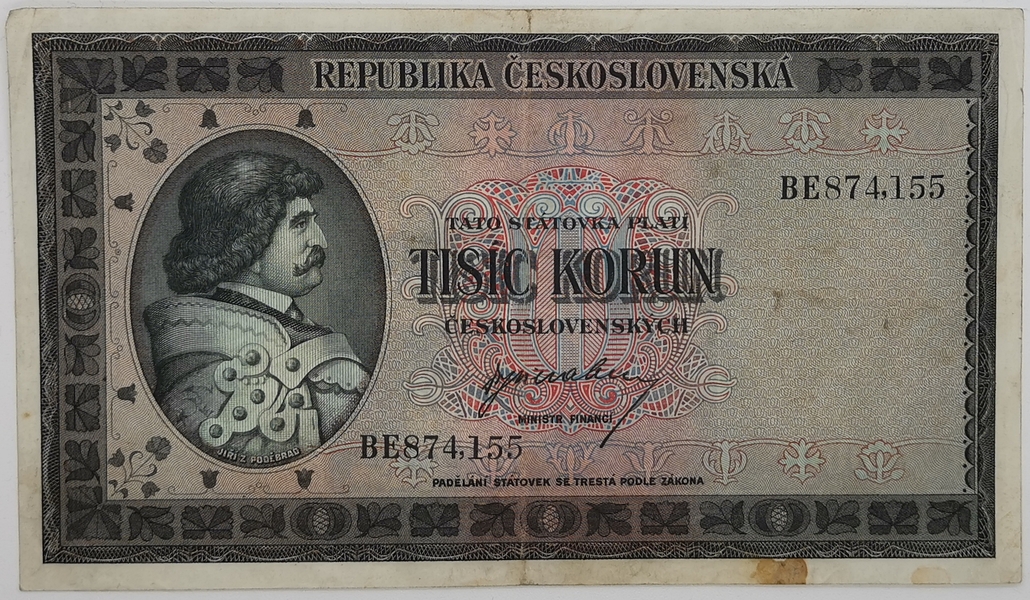 REPUBLIKA ČESKOSLOVENSKÁ
BE874,155
TATO STÁTOVKA PLATÍ
TISÍC KORUN
ČESKOSLOVENSKÝCH
MINISTR FINANCÍ
BE874,155
JIŘÍ Z PODĚBRAD
PADĚLÁNÍ STÁTOVEK SE TRESTÁ PODLE ZÁKONA